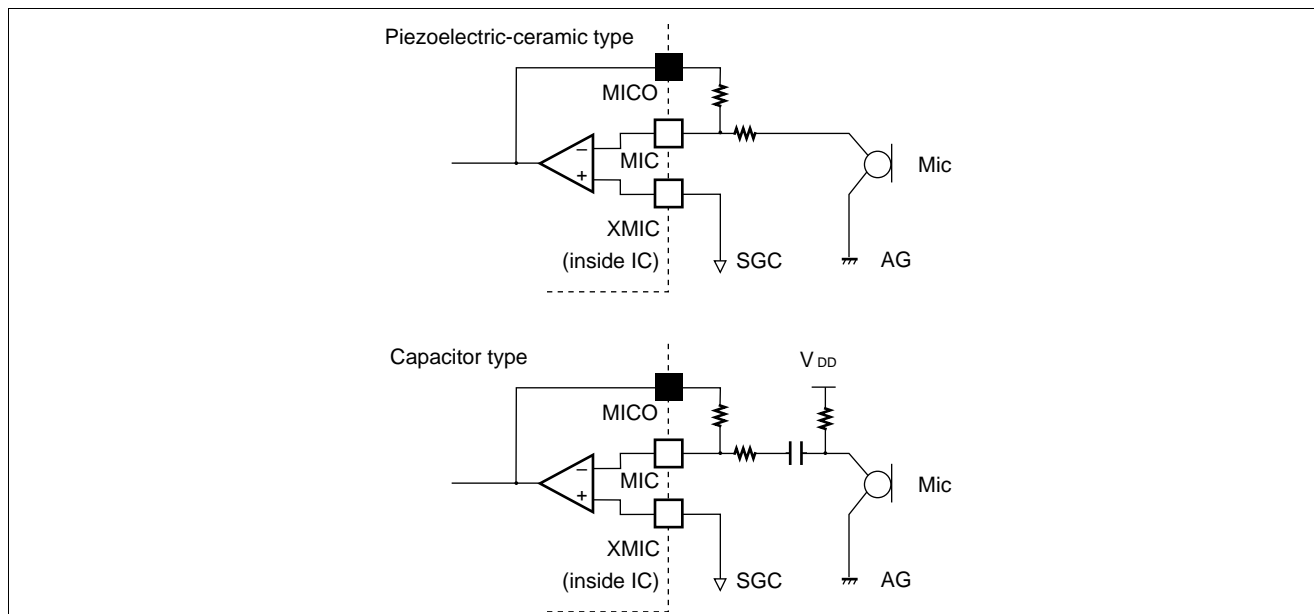 Piezoelectric-ceramic type
MICO
−
MIC
+
Mic
XMIC
(inside IC)
SGC
AG
Capacitor type
VDD
MICO
−
MIC
+
Mic
XMIC
(inside IC)
SGC
AG